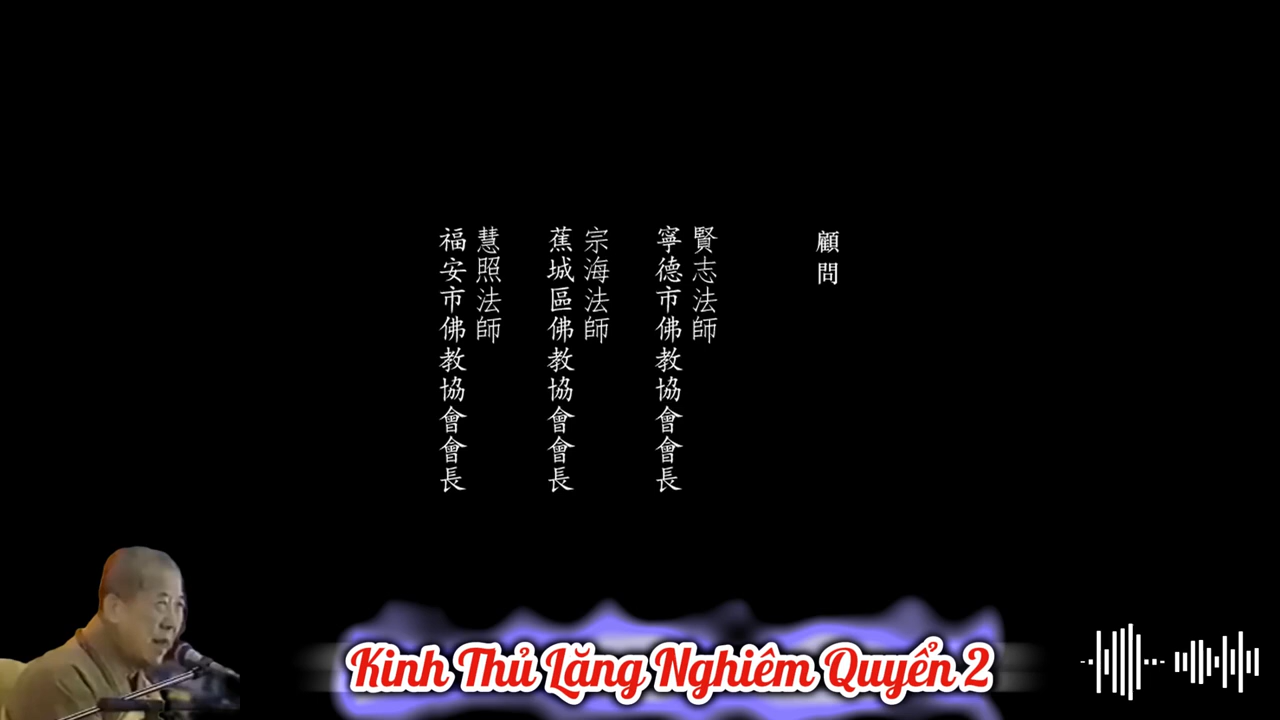 顧問
賢志法師
寧德市佛教協會會長
宗海法師
蕉城區佛教協會會長
慧照法師
福安市佛教協會會長
Kinh Thủ Lăng Nghiêm Quyển 2